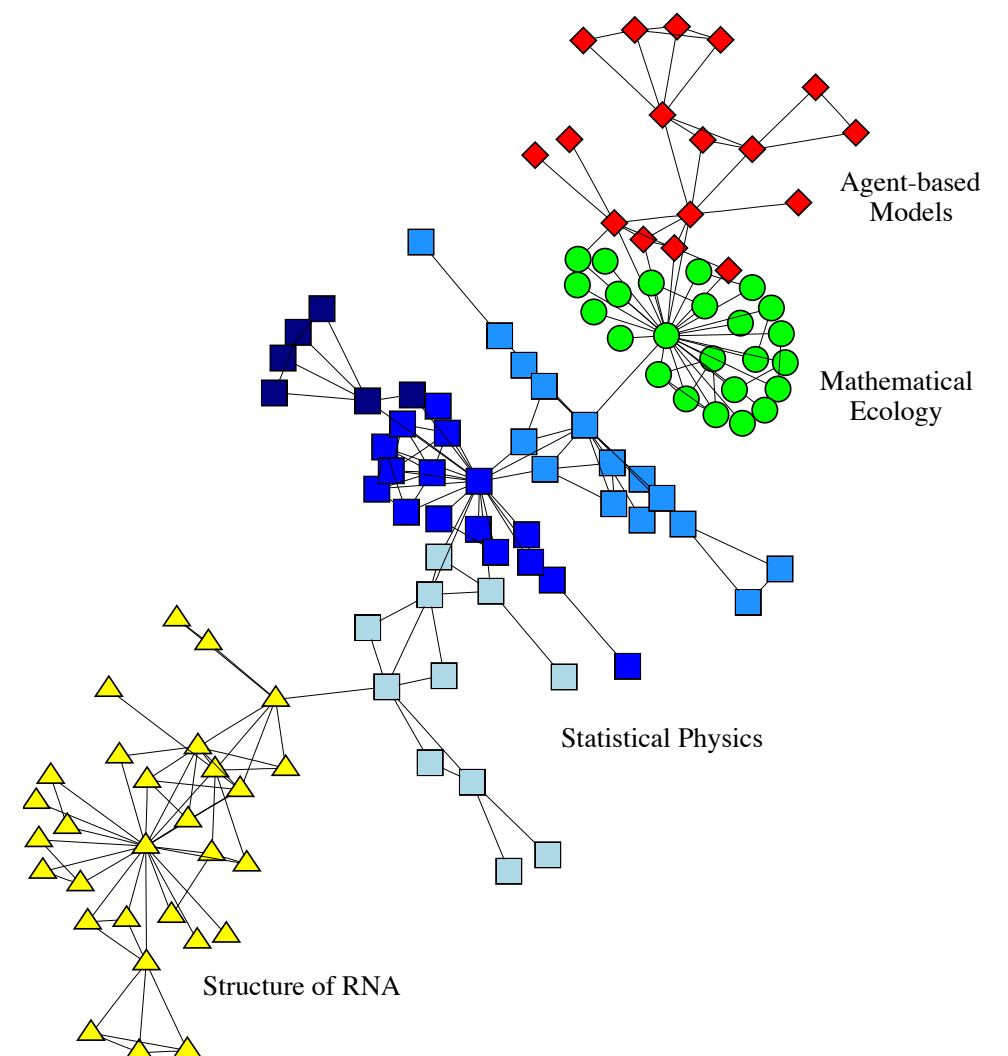 Agent-based
Models
Mathematical
Ecology
Statistical Physics
Structure of RNA